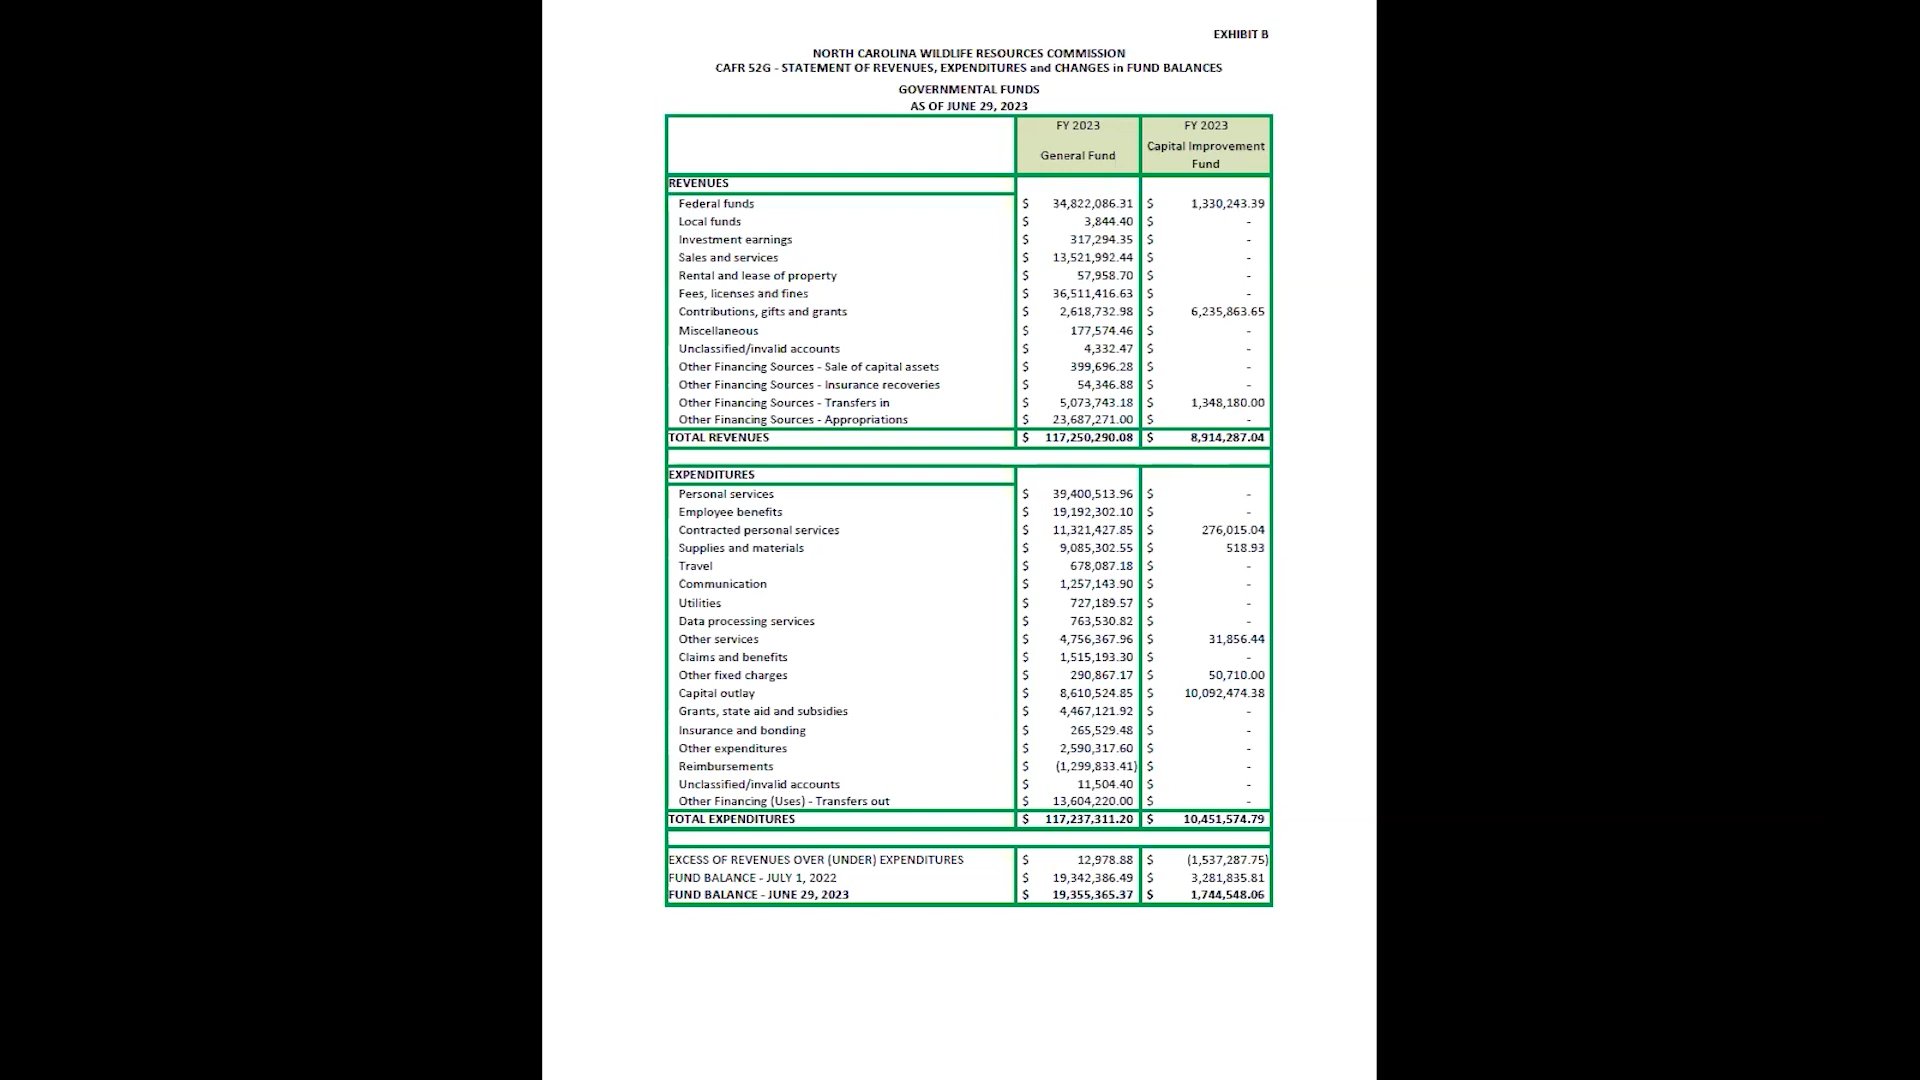 EXHIBIT B
NORTH CAROLINA WILDLIFE RESOURCES COMMISSION
CAFR 52G - STATEMENT OF REVENUES, EXPENDITURES and CHANGES in FUND BALANCES
GOVERNMENTAL FUNDS
AS OF JUNE 29, 2023
FY 2023 FY 2023
General Fund Capital Improvement
Fund
REVENUES
Federal funds $ 34,822,086.31 $ 1,330,243.39
Local funds $ 3,844.40 $ -
Investment earnings $ 317,294.35 $ -
Sales and services $ 13,521,992.44 $ -
Rental and lease of property $ 57,958.70 $ -
Fees, licenses and fines $ 36,511,416.63 $ -
Contributions, gifts and grants $ 2,618,732.98 $ 6,235,863.65
Miscellaneous $ 177,574.46 $ -
Unclassified/invalid accounts $ 4,332.47 $ -
Other Financing Sources - Sale of capital assets $ 399,696.28 $ -
Other Financing Sources - Insurance recoveries $ 54,346.88 $ -
Other Financing Sources - Transfers in $ 5,073,743.18 $ 1,348,180.00
Other Financing Sources - Appropriations $ 23,687,271.00 $ -
TOTAL REVENUES $ 117,250,290.08 $ 8,914,287.04
EXPENDITURES
Personal services $ 39,400,513.96 $ -
Employee benefits $ 19,192,302.10 $ -
Contracted personal services $ 11,321,427.85 $ 276,015.04
Supplies and materials $ 9,085,302.55 $ 518.93
Travel $ 678,087.18 $ -
Communication $ 1,257,143.90 $ -
Utilities $ 727,189.57 $ -
Data processing services $ 763,530.82 $ -
Other services $ 4,756,367.96 $ 31,856.44
Claims and benefits $ 1,515,193.30 $ -
Other fixed charges $ 290,867.17 $ 50,710.00
Capital outlay $ 8,610,524.85 $ 10,092,474.38
Grants, state aid and subsidies $ 4,467,121.92 $ -
Insurance and bonding $ 265,529.48 $ -
Other expenditures $ 2,590,317.60 $ -
Reimbursements $ (1,299,833.41) $ -
Unclassified/invalid accounts $ 11,504.40 $ -
Other Financing (Uses) - Transfers out $ 13,604,220.00 $ -
TOTAL EXPENDITURES $ 117,237,311.20 $ 10,451,574.79
EXCESS OF REVENUES OVER (UNDER) EXPENDITURES $ 12,978.88 $ (1,537,287.75)
FUND BALANCE - JULY 1, 2022 $ 19,342,386.49 $ 3,281,835.81
FUND BALANCE - JUNE 29, 2023 $ 19,355,365.37 $ 1,744,548.06